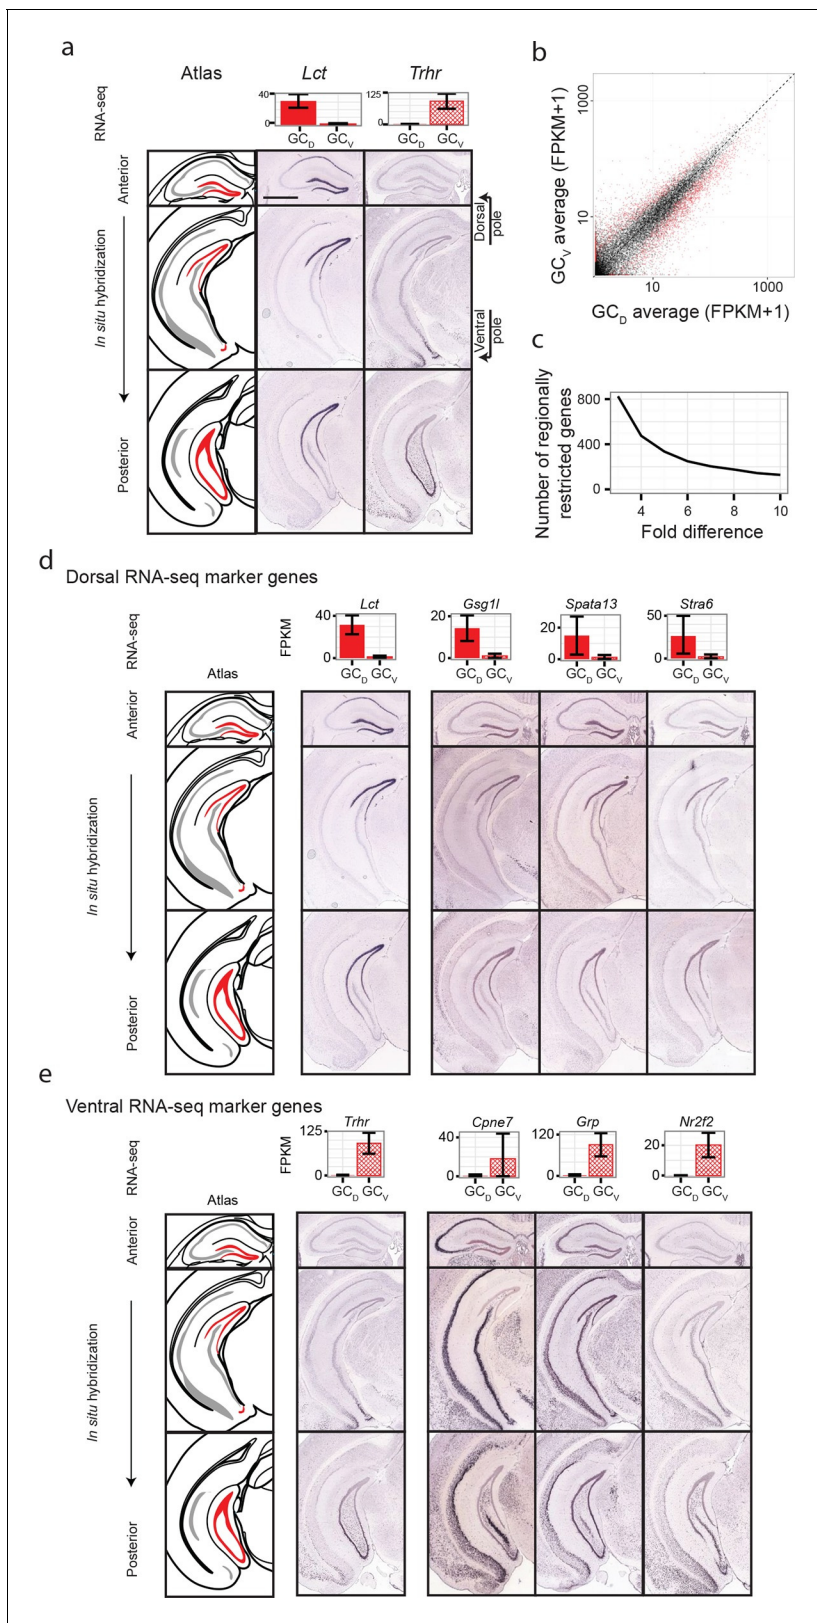 a
Atlas
Lct
Trhr
RNA-seq
40
0
GCD GCV
125
0
GCD GCV
Anterior
In situ hybridization
Posterior
Dorsal pole
Ventral pole
b
GCV average (FPKM+1)
1000
10
10
1000
GCD average (FPKM+1)
c
Number of regionally restricted genes
800
400
0
4
6
8
10
Fold difference
d
Dorsal RNA-seq marker genes
RNA-seq
FPKM
Lct
Gsg1l
Spata13
Stra6
40
0
20
0
20
0
50
0
GCD GCV
GCD GCV
GCD GCV
GCD GCV
Atlas
Anterior
In situ hybridization
Posterior
e
Ventral RNA-seq marker genes
RNA-seq
FPKM
Trhr
Cpne7
Grp
Nr2f2
125
0
40
0
120
0
20
0
GCD GCV
GCD GCV
GCD GCV
GCD GCV
Atlas
Anterior
In situ hybridization
Posterior